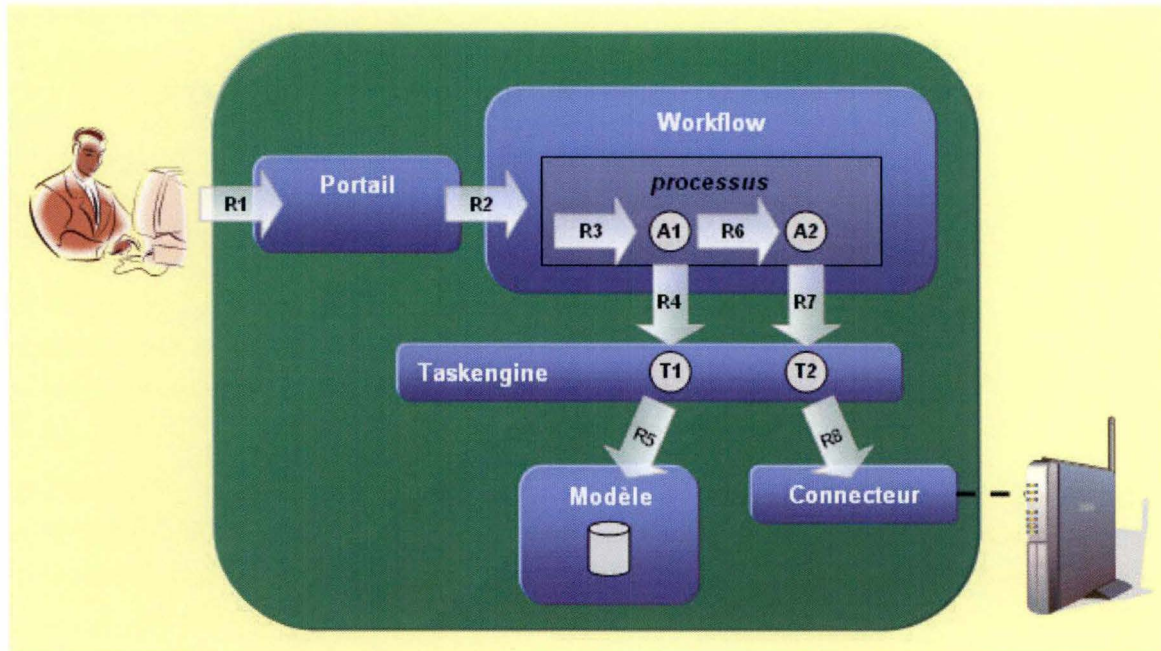 Workflow
Portail
processus
R1
R2
R3
A1
R6
A2
R4
R7
Taskengine
T1
T2
R5
R8
Modèle
Connecteur